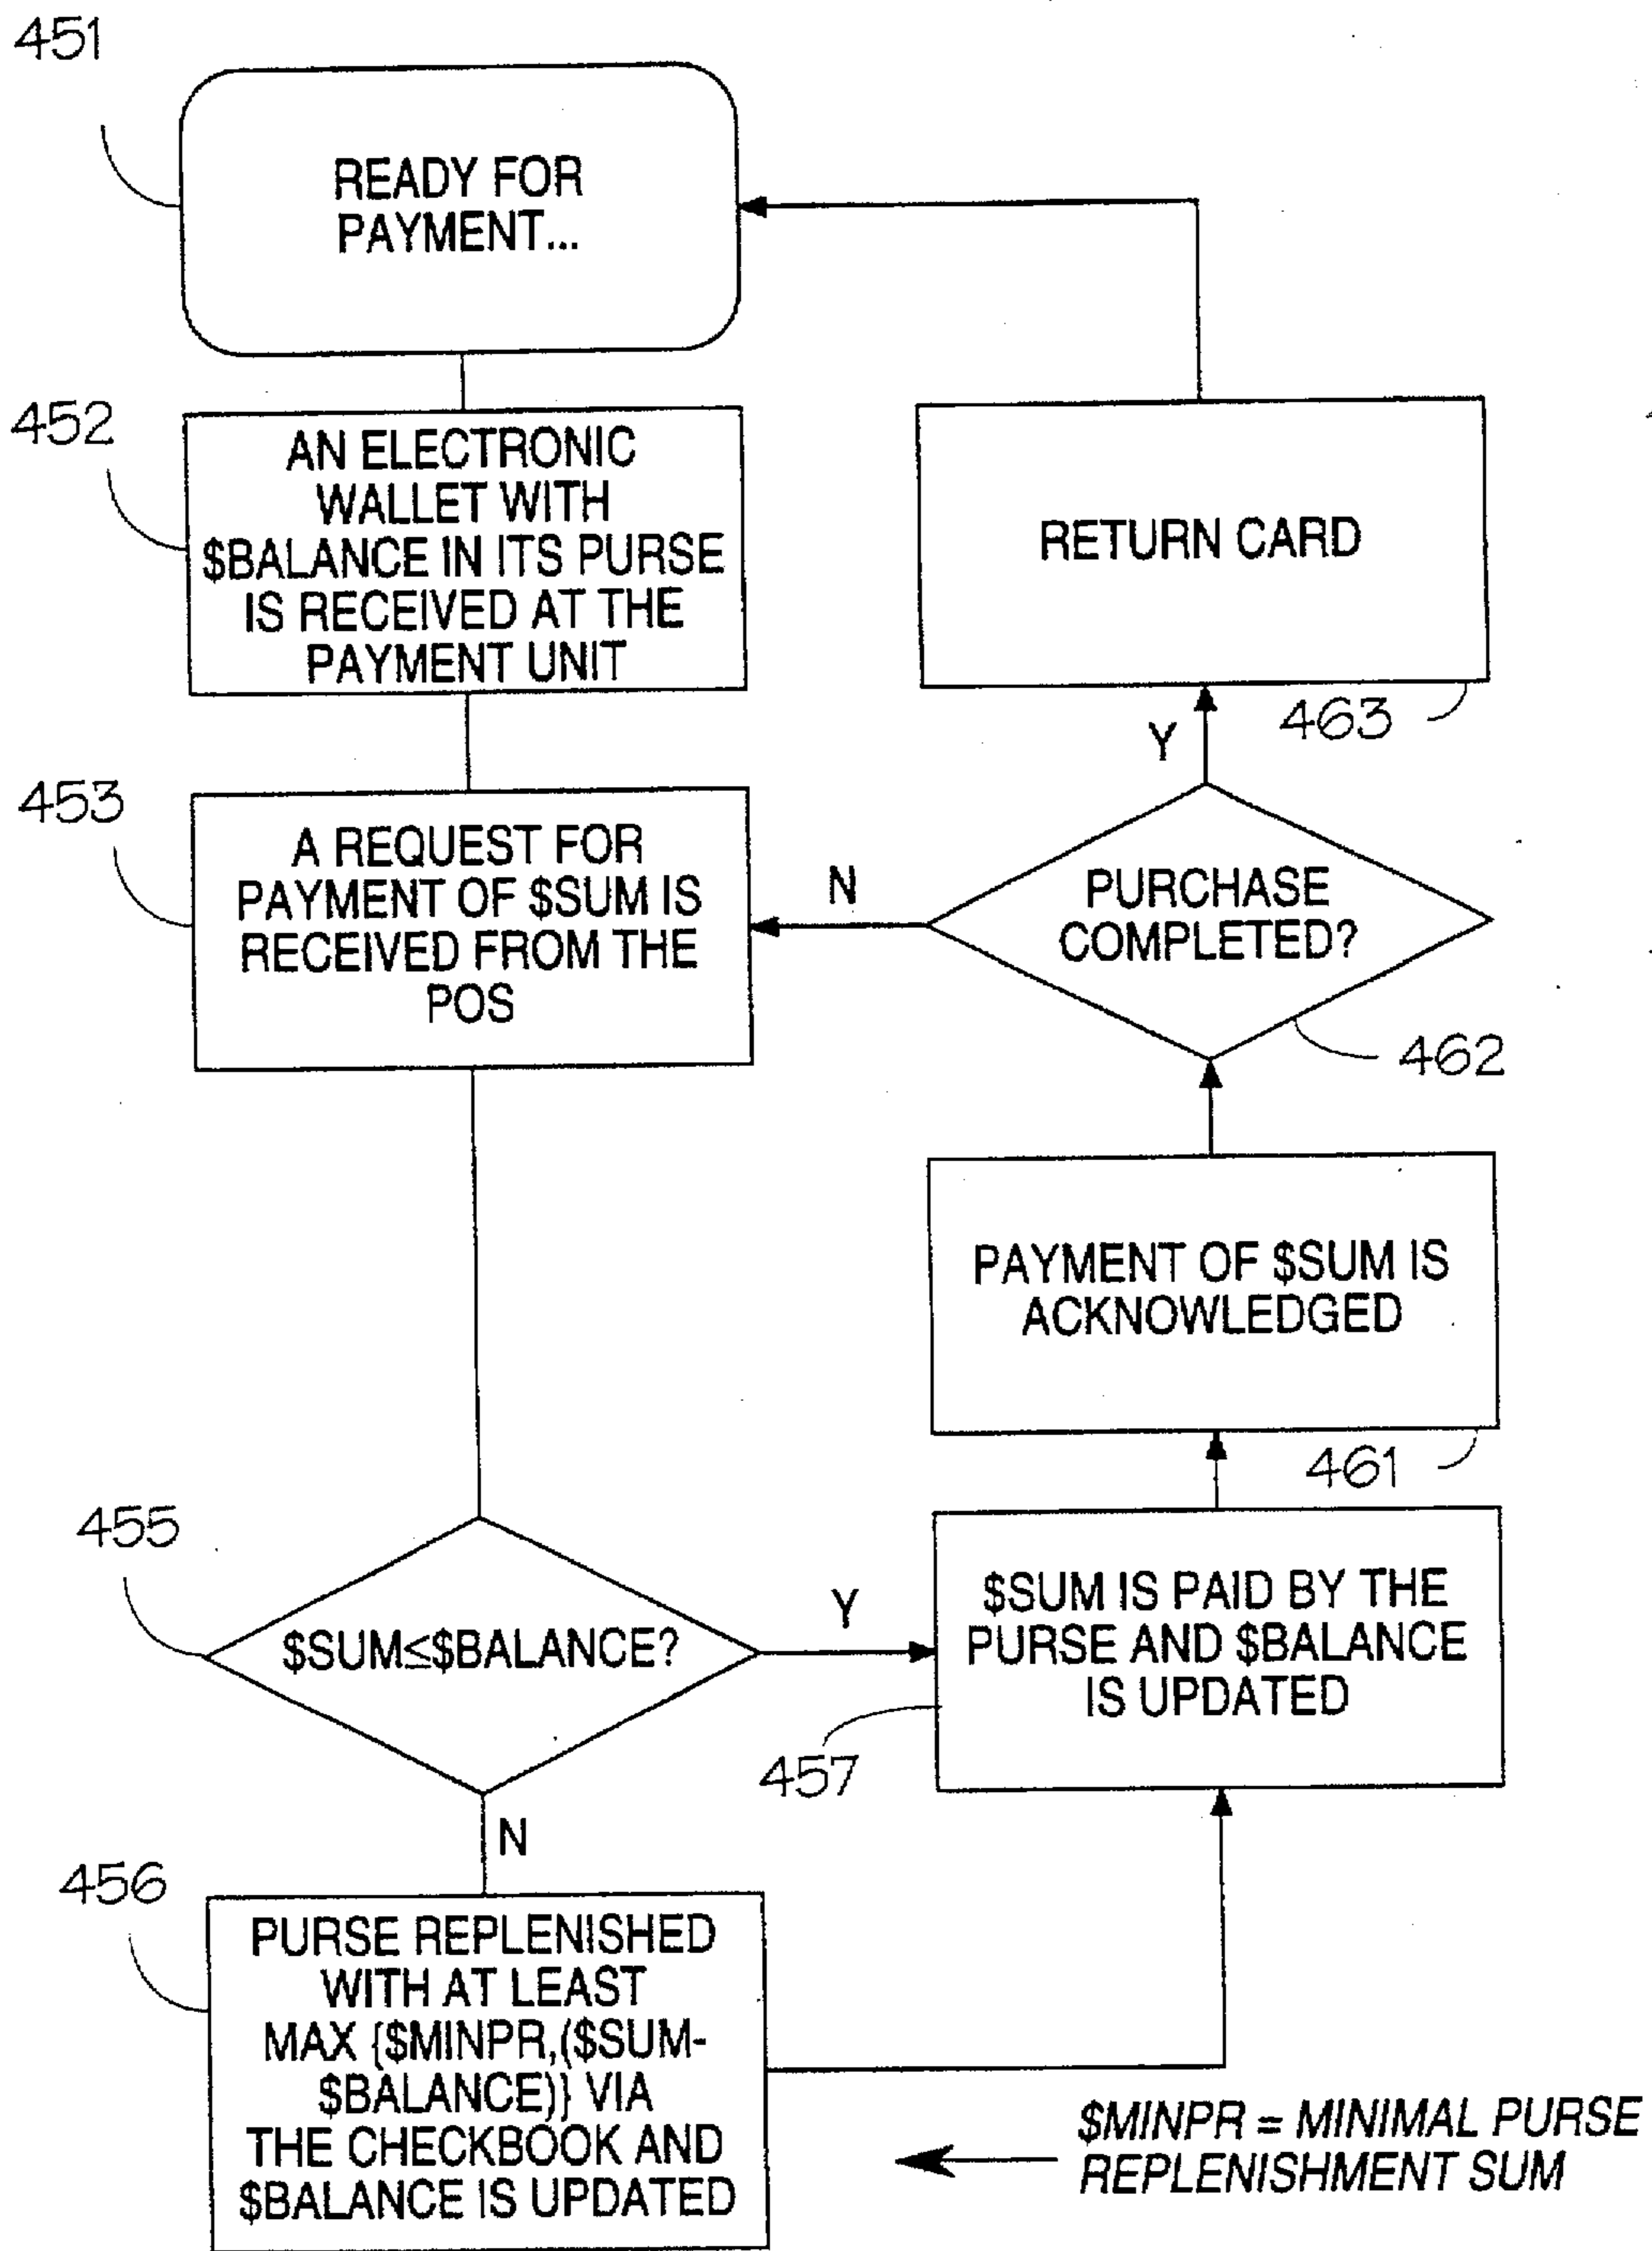 451
READY FOR
PAYMENT...
452
AN ELECTRONIC
WALLET WITH
$BALANCE IN ITS PURSE
IS RECEIVED AT THE
PAYMENT UNIT
453
A REQUEST FOR
PAYMENT OF $SUM IS
RECEIVED FROM THE
POS
455
$SUM≤$BALANCE?
Y
N
456
PURSE REPLENISHED
WITH AT LEAST
MAX {$MINPR,($SUM-
$BALANCE)} VIA
THE CHECKBOOK AND
$BALANCE IS UPDATED
$MINPR = MINIMAL PURSE
REPLENISHMENT SUM
457
$SUM IS PAID BY THE
PURSE AND $BALANCE
IS UPDATED
461
PAYMENT OF $SUM IS
ACKNOWLEDGED
462
PURCHASE
COMPLETED?
N
Y
463
RETURN CARD